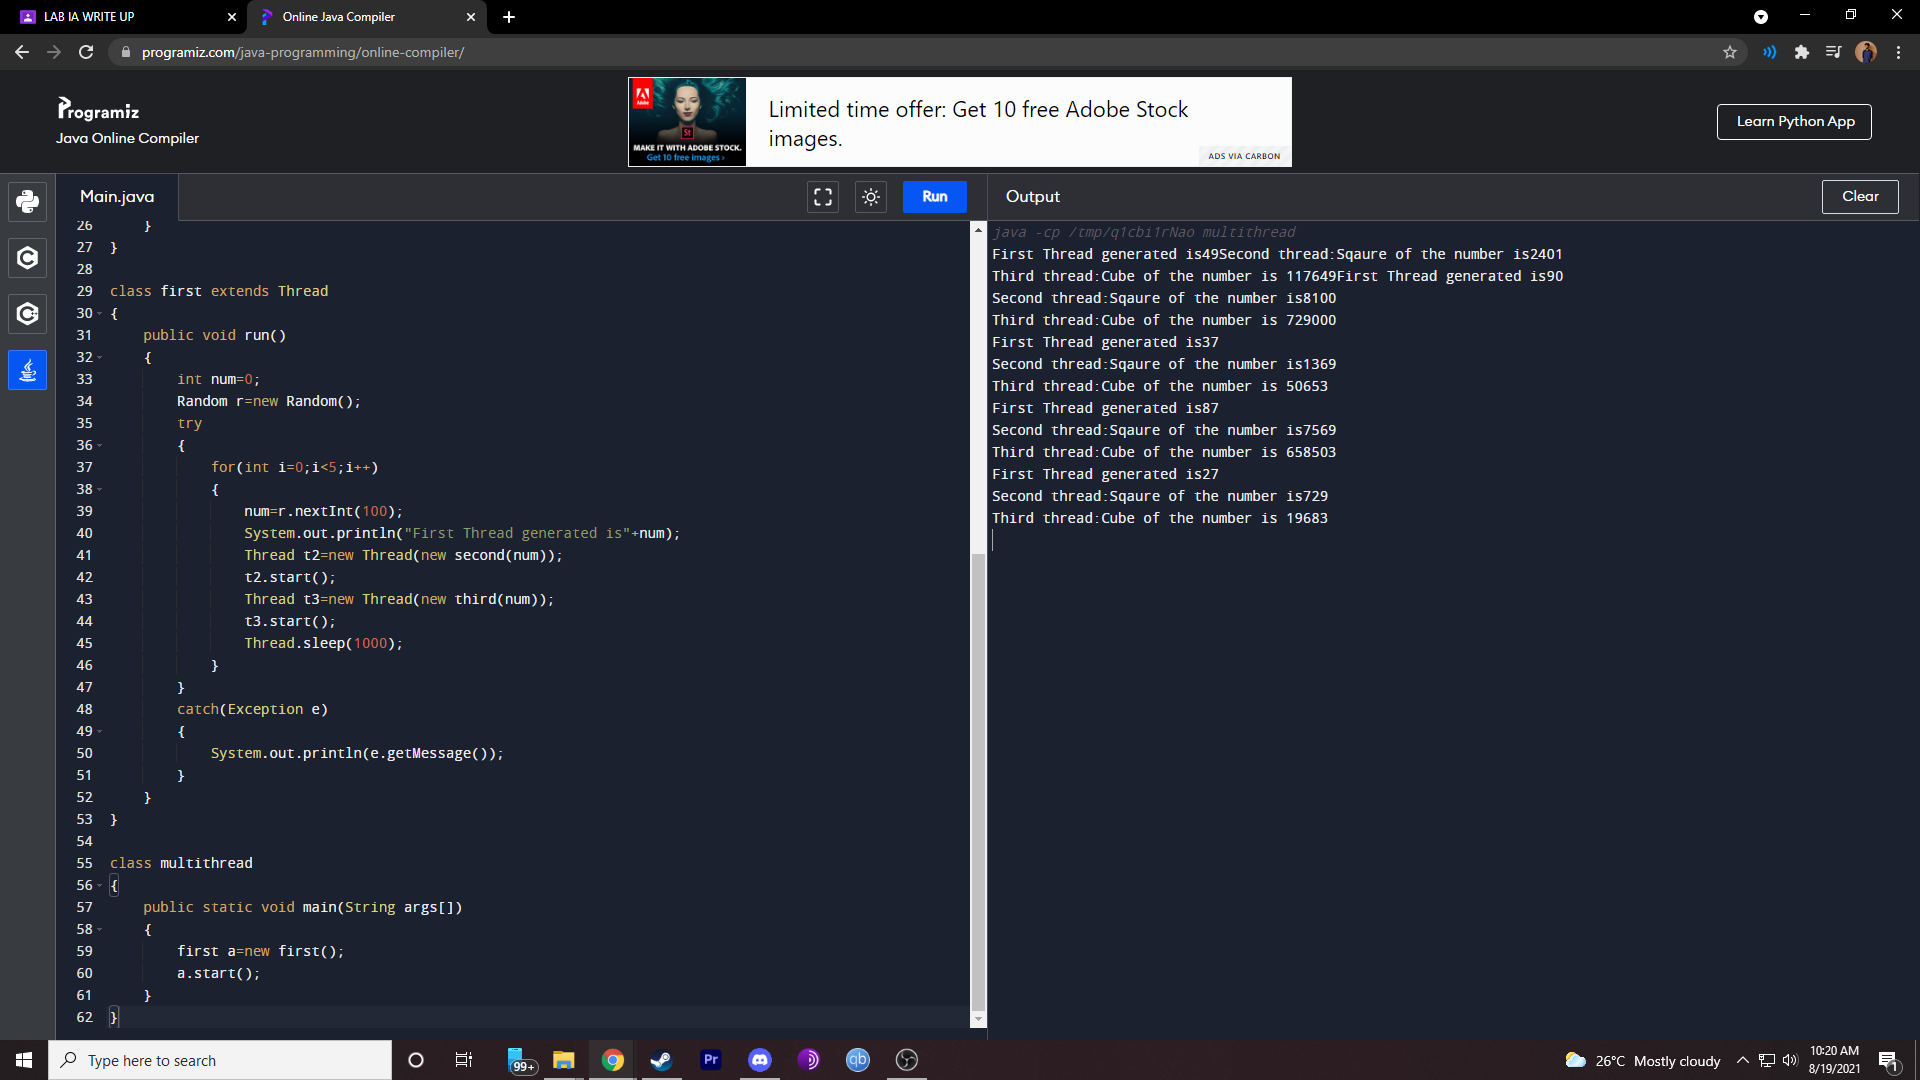 LAB IA WRITE UP
Online Java Compiler
programiz.com/java-programming/online-compiler/
Programiz
Java Online Compiler
MAKE IT WITH ADOBE STOCK.
Get 10 free images ›
Adobe
St
Limited time offer: Get 10 free Adobe Stock
images.
ADS VIA CARBON
Learn Python App
Main.java
Run
Output
Clear
26 }
27 }
28
29 class first extends Thread
30 {
31 public void run()
32 {
33 int num=0;
34 Random r=new Random();
35 try
36 {
37 for(int i=0;i<5;i++)
38 {
39 num=r.nextInt(100);
40 System.out.println("First Thread generated is"+num);
41 Thread t2=new Thread(new second(num));
42 t2.start();
43 Thread t3=new Thread(new third(num));
44 t3.start();
45 Thread.sleep(1000);
46 }
47 }
48 catch(Exception e)
49 {
50 System.out.println(e.getMessage());
51 }
52 }
53 }
54
55 class multithread
56 {
57 public static void main(String args[])
58 {
59 first a=new first();
60 a.start();
61 }
62 }
java -cp /tmp/q1cbi1rNao multithread
First Thread generated is49Second thread:Sqaure of the number is2401
Third thread:Cube of the number is 117649First Thread generated is90
Second thread:Sqaure of the number is8100
Third thread:Cube of the number is 729000
First Thread generated is37
Second thread:Sqaure of the number is1369
Third thread:Cube of the number is 50653
First Thread generated is87
Second thread:Sqaure of the number is7569
Third thread:Cube of the number is 658503
First Thread generated is27
Second thread:Sqaure of the number is729
Third thread:Cube of the number is 19683
Type here to search
99+
Pr
qb
26°C Mostly cloudy
10:20 AM
8/19/2021
1